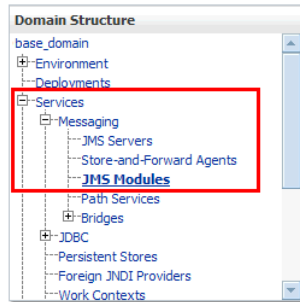 Domain Structure
base_domain
Environment
Deployments
Services
Messaging
JMS Servers
Store-and-Forward Agents
JMS Modules
Path Services
Bridges
JDBC
Persistent Stores
Foreign JNDI Providers
Work Contexts